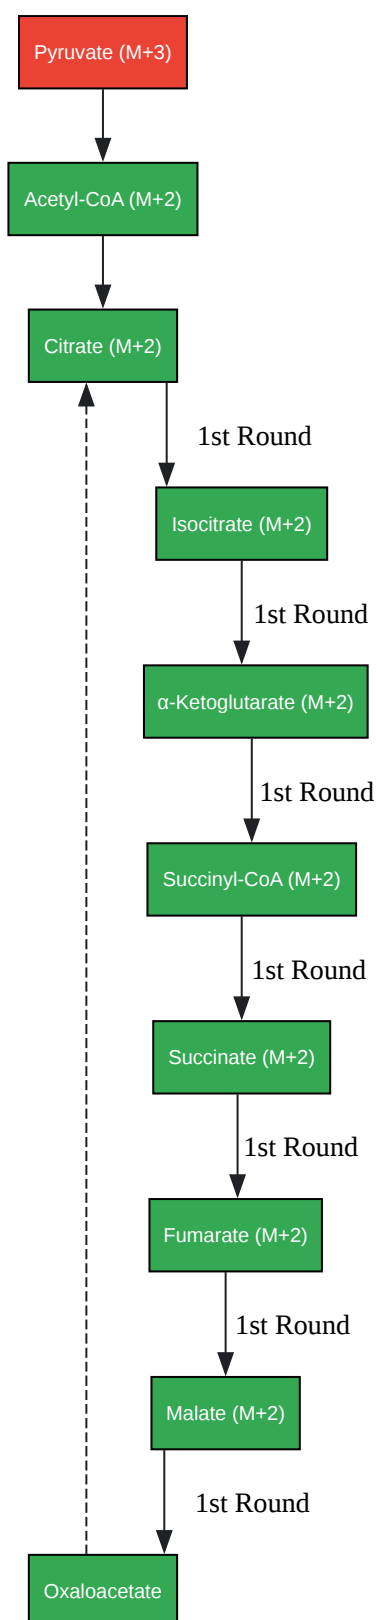 Pyruvate (M+3)
Acetyl-CoA (M+2)
Citrate (M+2)
1st Round
Isocitrate (M+2)
1st Round
α-Ketoglutarate (M+2)
1st Round
Succinyl-CoA (M+2)
1st Round
Succinate (M+2)
1st Round
Fumarate (M+2)
1st Round
Malate (M+2)
1st Round
Oxaloacetate